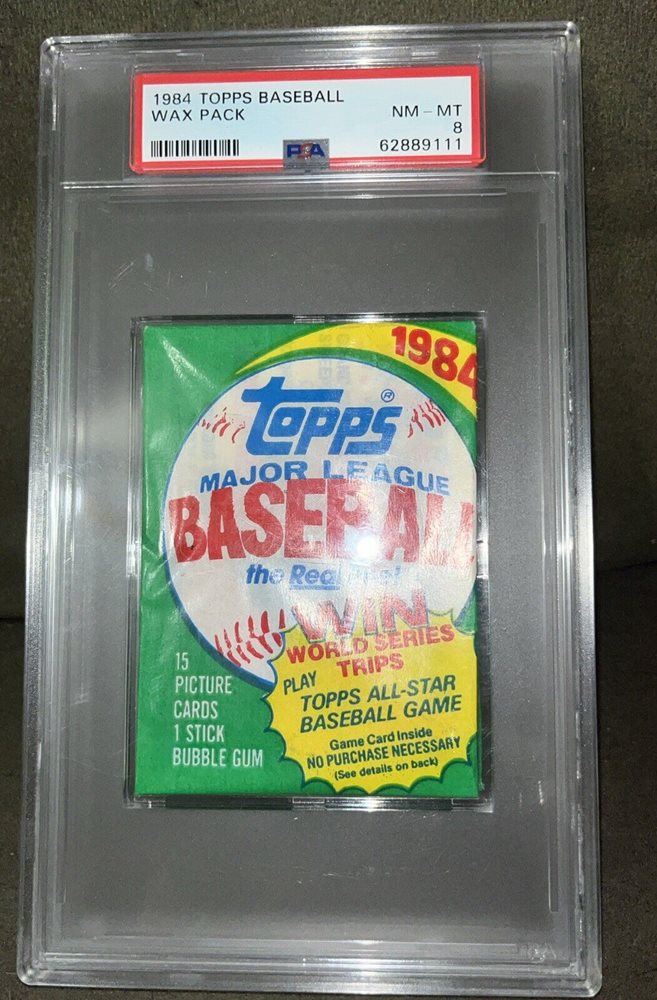 1984 TOPPS BASEBALL
WAX PACK
NM - MT
8
62889111
PSA
1984
TOPPS
®
MAJOR LEAGUE
BASEBALL
the Real
WIN
WORLD SERIES
TRIPS
PLAY
TOPPS ALL-STAR
BASEBALL GAME
Game Card Inside
NO PURCHASE NECESSARY
(See details on back)
15
PICTURE
CARDS
1 STICK
BUBBLE GUM